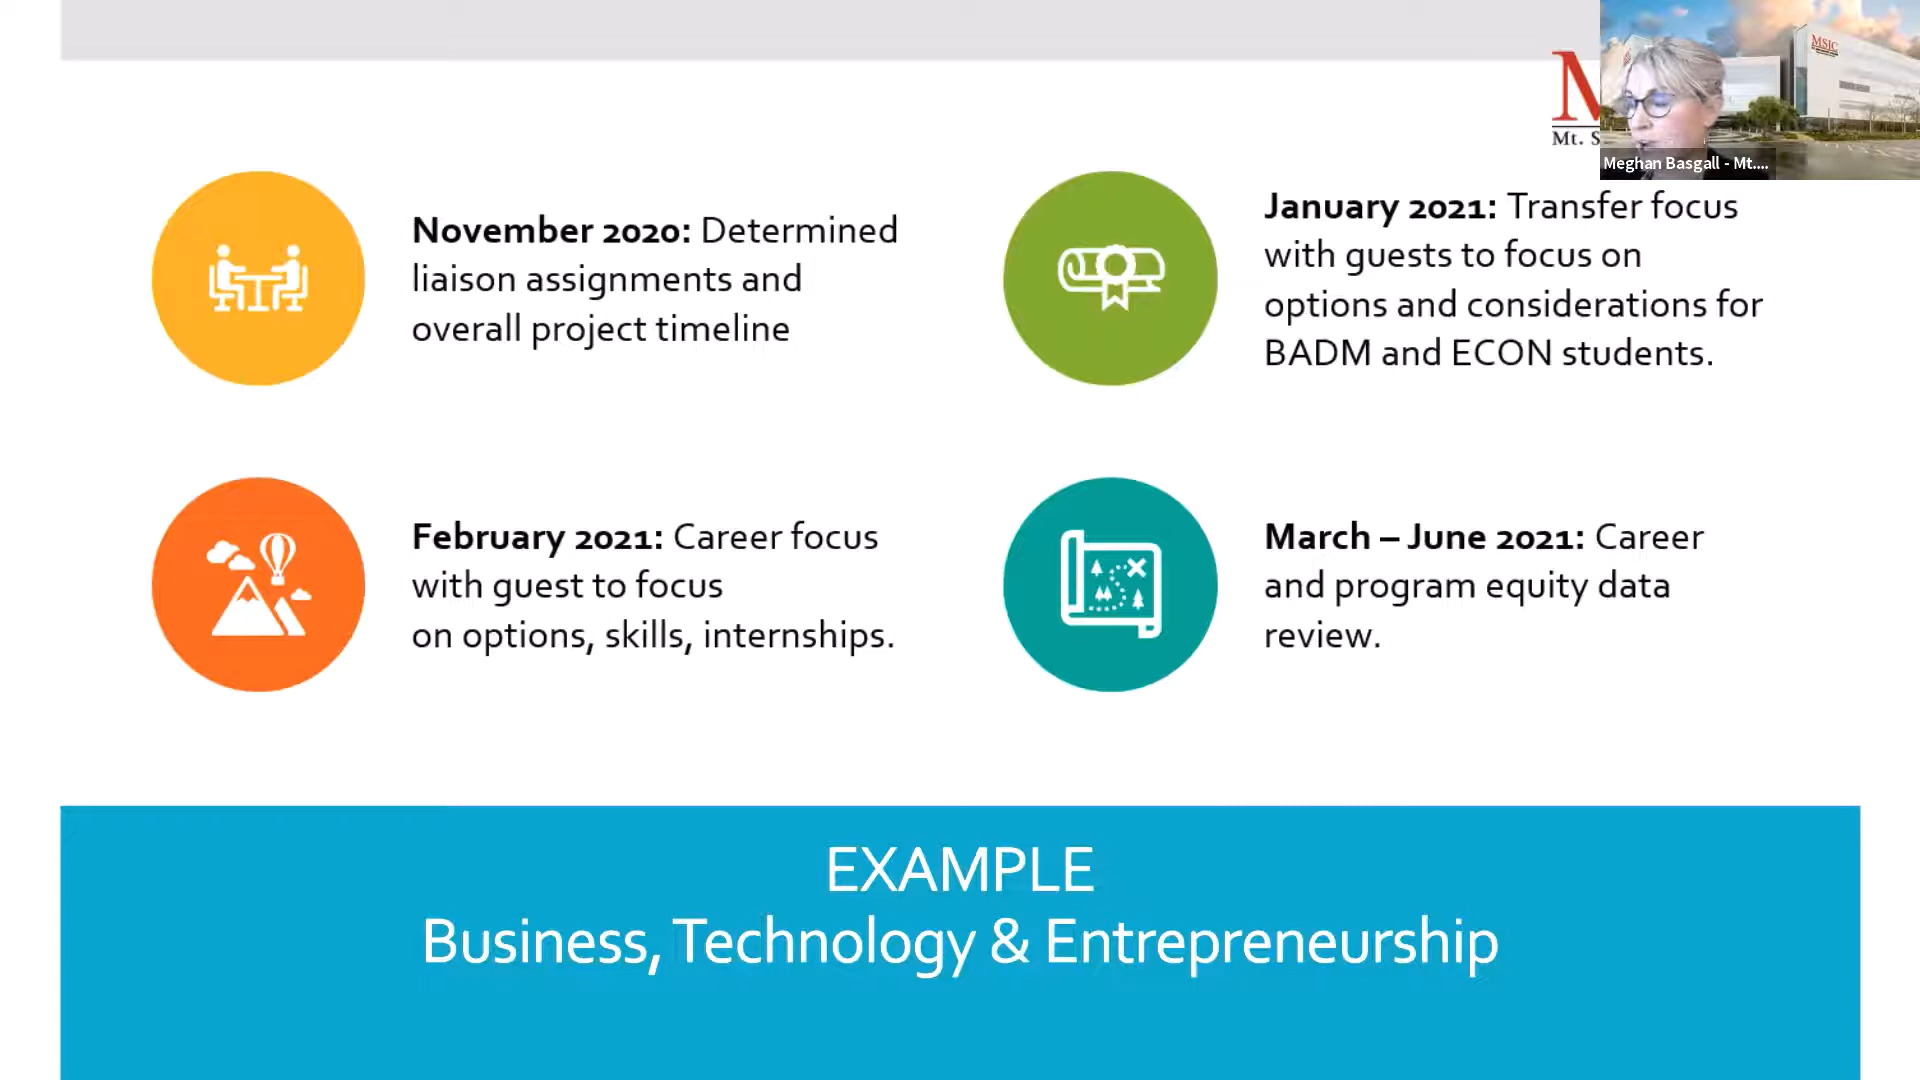 MSJC
M
Mt. S
Meghan Basgall - Mt....
November 2020: Determined
liaison assignments and
overall project timeline
January 2021: Transfer focus
with guests to focus on
options and considerations for
BADM and ECON students.
February 2021: Career focus
with guest to focus
on options, skills, internships.
March – June 2021: Career
and program equity data
review.
EXAMPLE
Business, Technology & Entrepreneurship